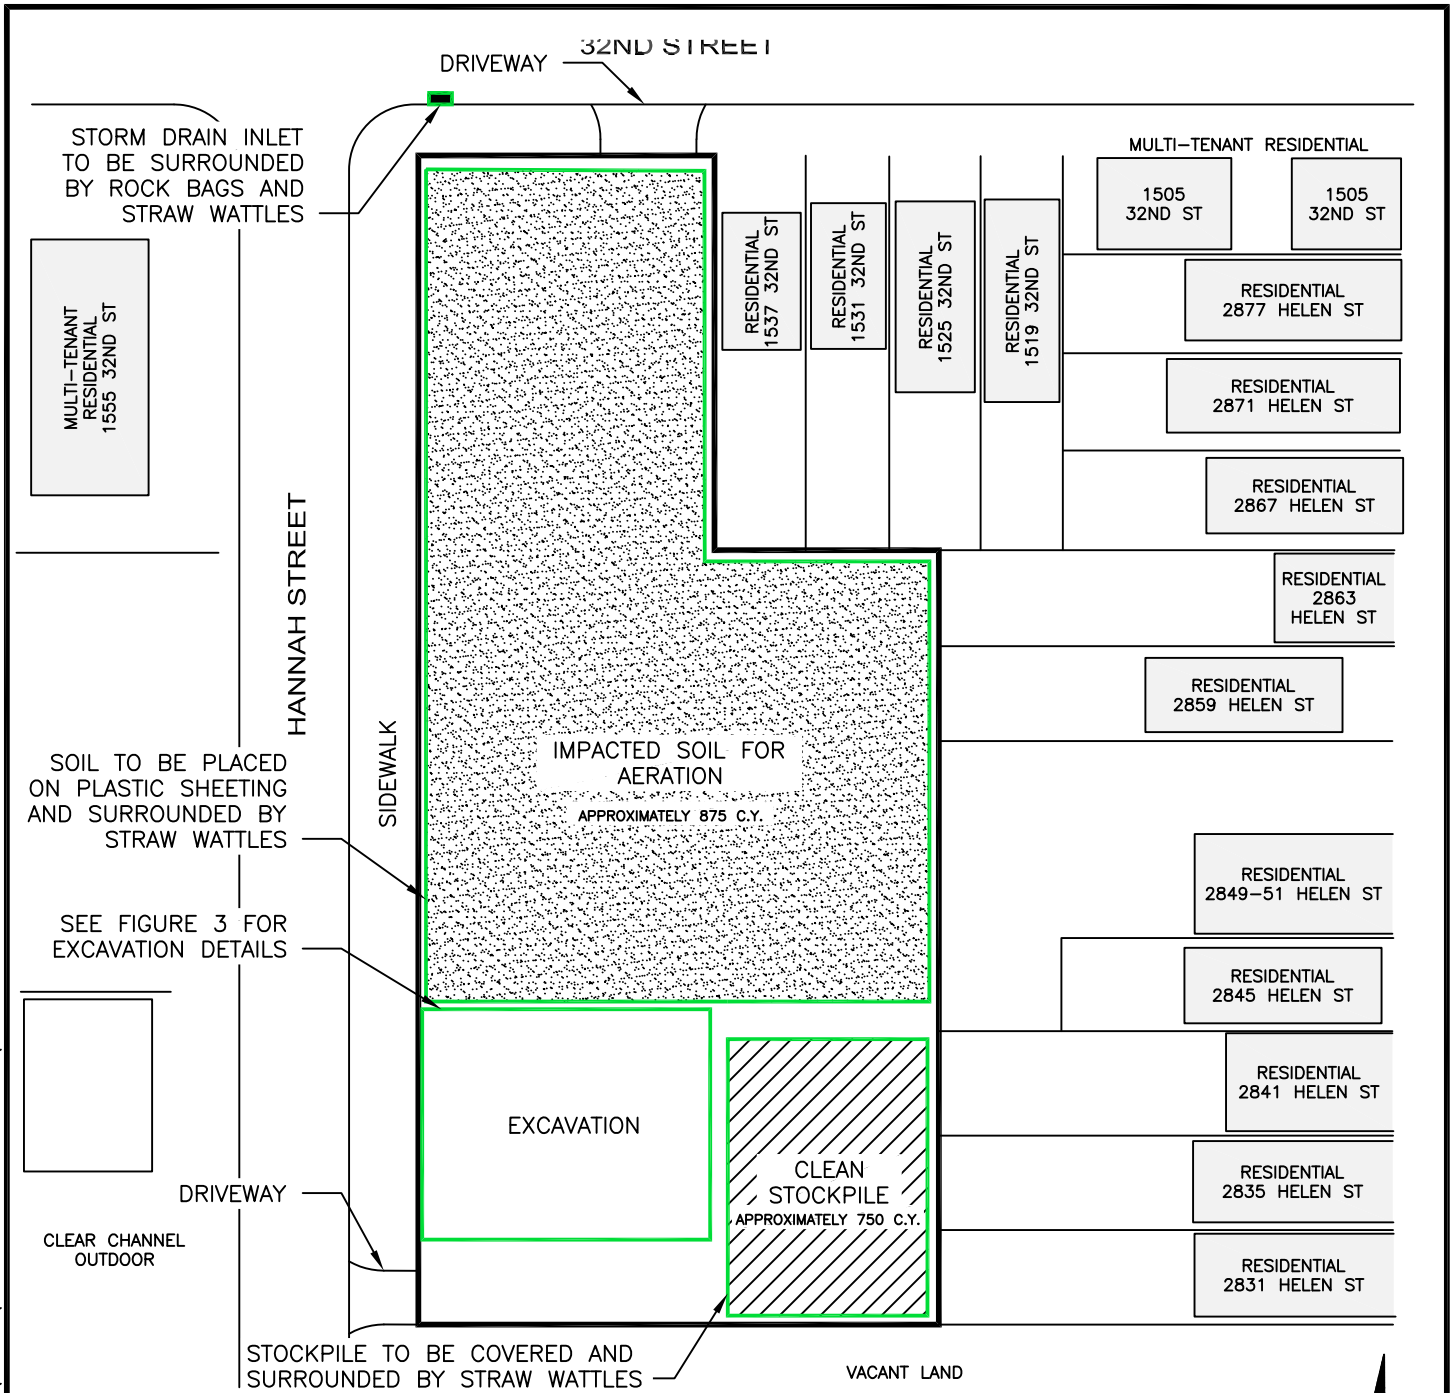 32ND STREET
DRIVEWAY
STORM DRAIN INLET
TO BE SURROUNDED
BY ROCK BAGS AND
STRAW WATTLES
MULTI-TENANT RESIDENTIAL
1505
32ND ST
1505
32ND ST
RESIDENTIAL
1537 32ND ST
RESIDENTIAL
1531 32ND ST
RESIDENTIAL
1525 32ND ST
RESIDENTIAL
1519 32ND ST
RESIDENTIAL
2877 HELEN ST
RESIDENTIAL
2871 HELEN ST
RESIDENTIAL
2867 HELEN ST
MULTI-TENANT
RESIDENTIAL
1555 32ND ST
HANNAH STREET
SIDEWALK
RESIDENTIAL
2863
HELEN ST
RESIDENTIAL
2859 HELEN ST
IMPACTED SOIL FOR
AERATION
APPROXIMATELY 875 C.Y.
SOIL TO BE PLACED
ON PLASTIC SHEETING
AND SURROUNDED BY
STRAW WATTLES
RESIDENTIAL
2849-51 HELEN ST
SEE FIGURE 3 FOR
EXCAVATION DETAILS
RESIDENTIAL
2845 HELEN ST
RESIDENTIAL
2841 HELEN ST
EXCAVATION
CLEAN
STOCKPILE
APPROXIMATELY 750 C.Y.
RESIDENTIAL
2835 HELEN ST
DRIVEWAY
CLEAR CHANNEL
OUTDOOR
RESIDENTIAL
2831 HELEN ST
STOCKPILE TO BE COVERED AND
SURROUNDED BY STRAW WATTLES
VACANT LAND